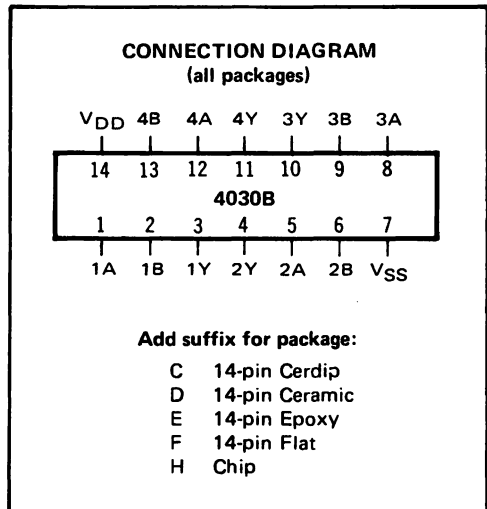 CONNECTION DIAGRAM
(all packages)
VDD 4B 4A 4Y 3Y 3B 3A
14 13 12 11 10 9 8
4030B
1 2 3 4 5 6 7
1A 1B 1Y 2Y 2A 2B VSS
Add suffix for package:
C 14-pin Cerdip
D 14-pin Ceramic
E 14-pin Epoxy
F 14-pin Flat
H Chip